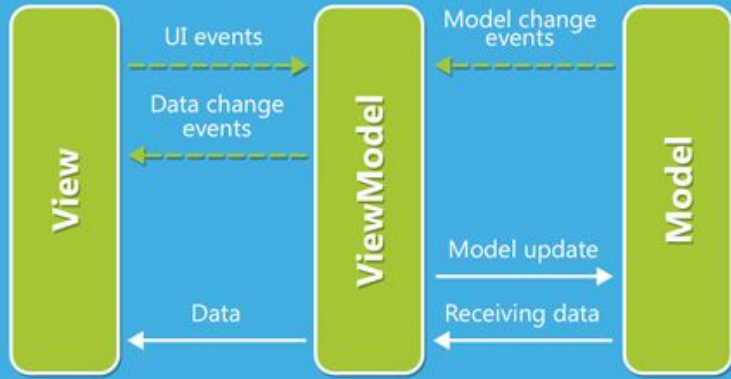 View
UI events
Data change
events
Data
ViewModel
Model change
events
Model update
Receiving data
Model